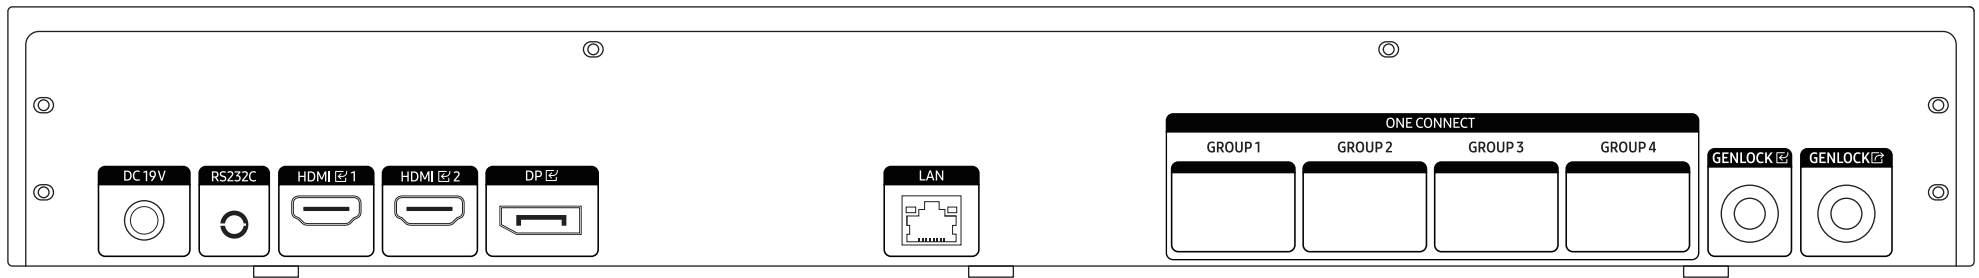 ONE CONNECT
GROUP 1 GROUP 2 GROUP 3 GROUP 4
GENLOCK GENLOCK
DC 19V RS232C HDMI 1 HDMI 2 DP LAN